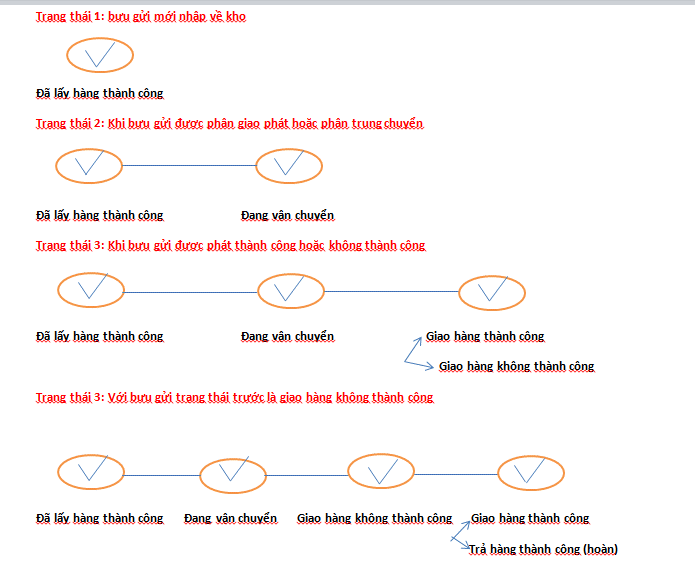 Trạng thái 1: bưu gửi mới nhập về kho
Đã lấy hàng thành công
Trạng thái 2: Khi bưu gửi được phân giao phát hoặc phân trung chuyển
Đã lấy hàng thành công Đang vận chuyển
Trạng thái 3: Khi bưu gửi được phát thành công hoặc không thành công
Đã lấy hàng thành công Đang vận chuyển Giao hàng thành công
Giao hàng không thành công
Trạng thái 3: Với bưu gửi trạng thái trước là giao hàng không thành công
Đã lấy hàng thành công Đang vận chuyển Giao hàng không thành công Giao hàng thành công
Trả hàng thành công (hoàn)